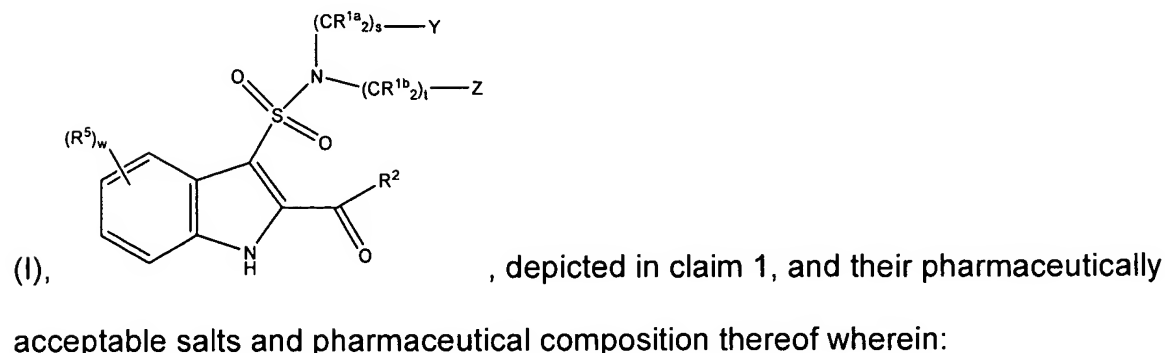 (CR¹ᵃ₂)ₛ—Y
O
N
(CR¹ᵇ₂)ₜ—Z
S
O
(R⁵)w
R²
N
H
O
(I), , depicted in claim 1, and their pharmaceutically
acceptable salts and pharmaceutical composition thereof wherein: